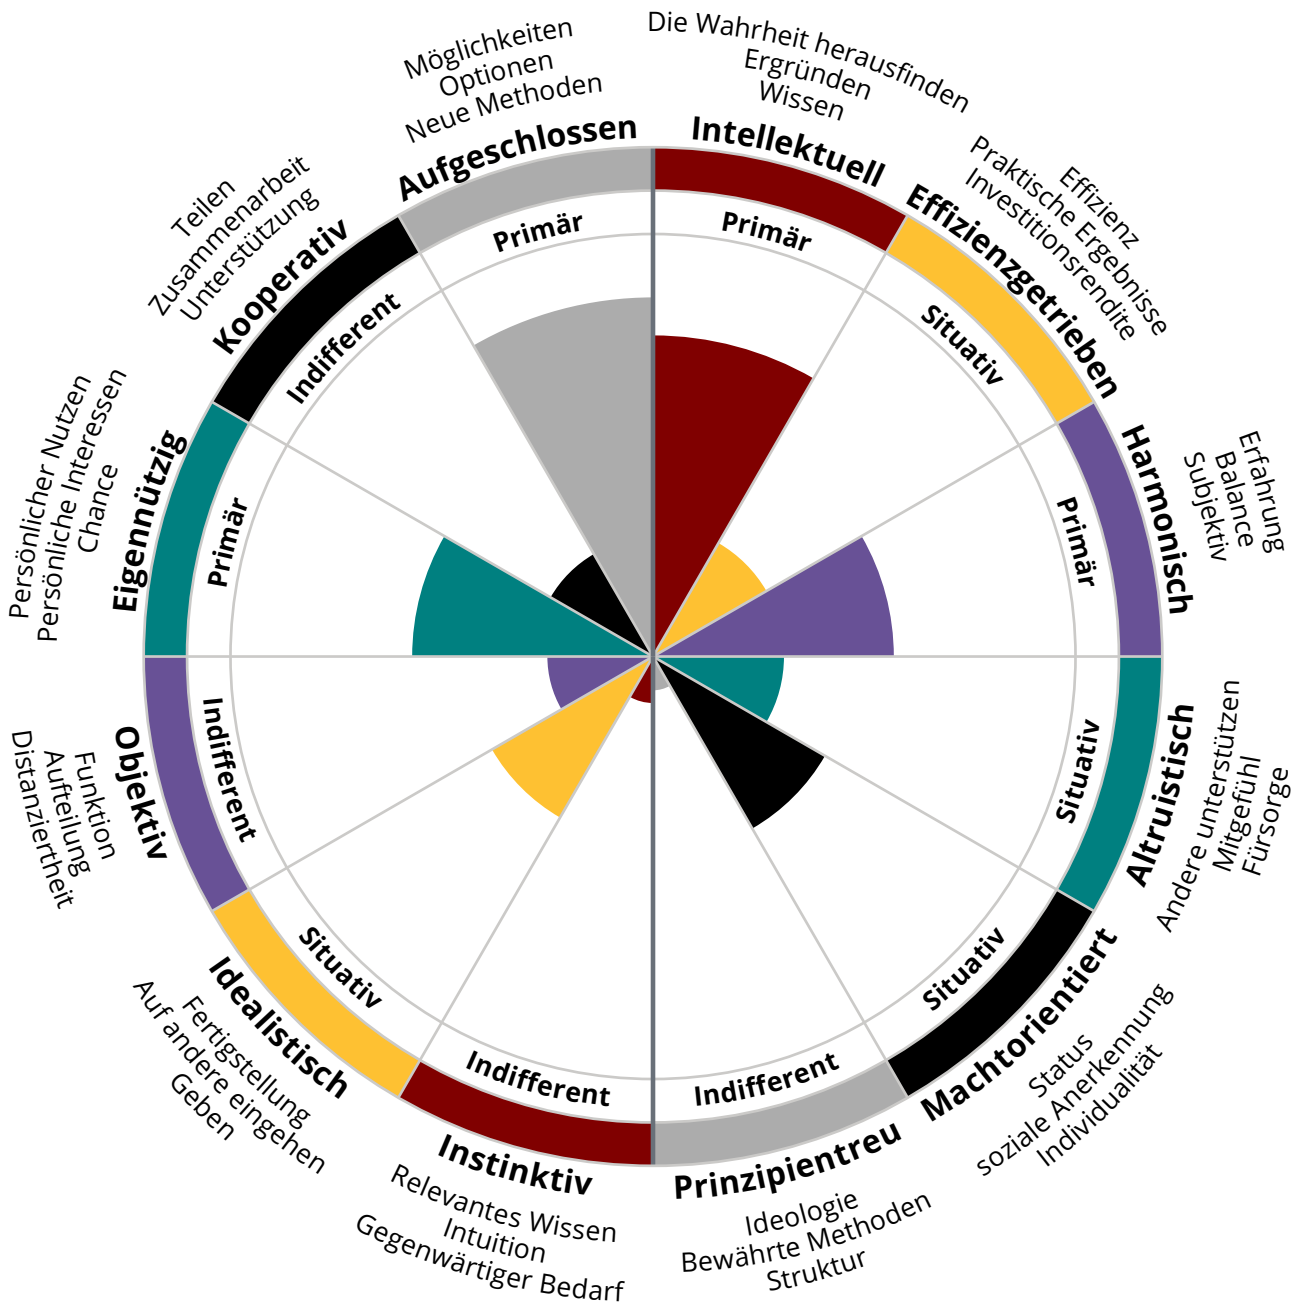 Die Wahrheit herausfinden
Ergründen
Wissen
Intellektuell
Primär
Effizienz
Praktische Ergebnisse
Investitionsrendite
Effizienzgetrieben
Situativ
Erfahrung
Balance
Subjektiv
Harmonisch
Primär
Altruistisch
Situativ
Andere unterstützen
Mitgefühl
Fürsorge
Machtorientiert
Situativ
Status
soziale Anerkennung
Individualität
Indifferent
Prinzipientreu
Ideologie
Bewährte Methoden
Struktur
Indifferent
Instinktiv
Relevantes Wissen
Intuition
Gegenwärtiger Bedarf
Situativ
Idealistisch
Fertigstellung
Auf andere eingehen
Geben
Indifferent
Objektiv
Funktion
Aufteilung
Distanziertheit
Persönlicher Nutzen
Persönliche Interessen
Chance
Eigennützig
Primär
Teilen
Zusammenarbeit
Unterstützung
Kooperativ
Indifferent
Möglichkeiten
Optionen
Neue Methoden
Aufgeschlossen
Primär